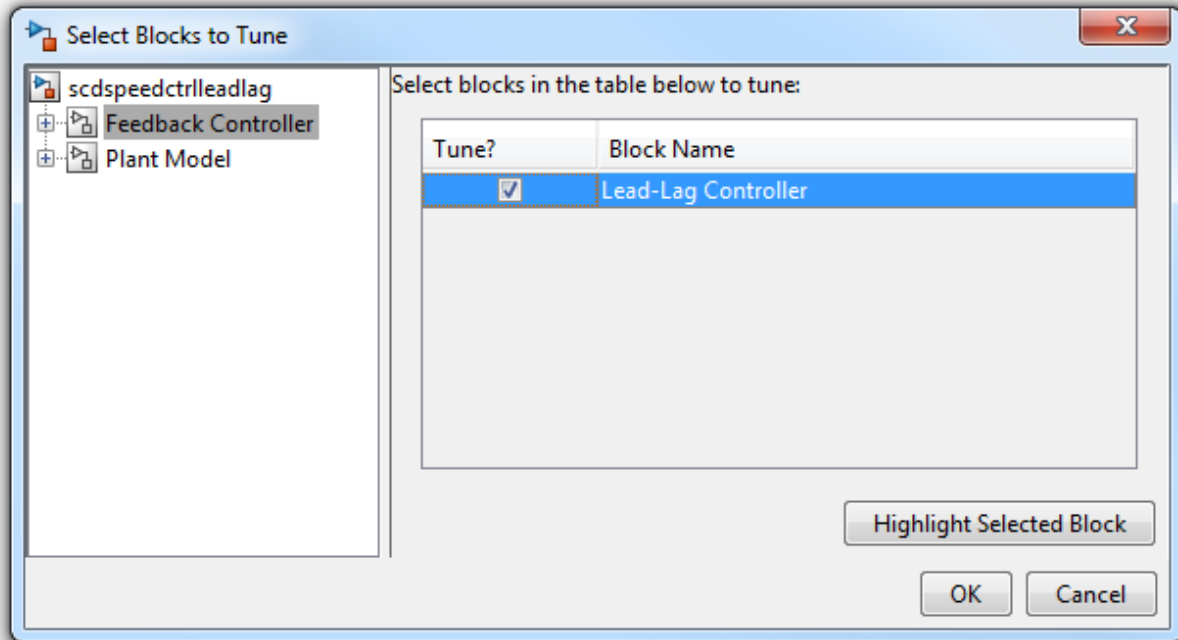 Select Blocks to Tune
scdspeedctrlleadlag
Feedback Controller
Plant Model
Select blocks in the table below to tune:
Tune? Block Name
Lead-Lag Controller
Highlight Selected Block
OK Cancel